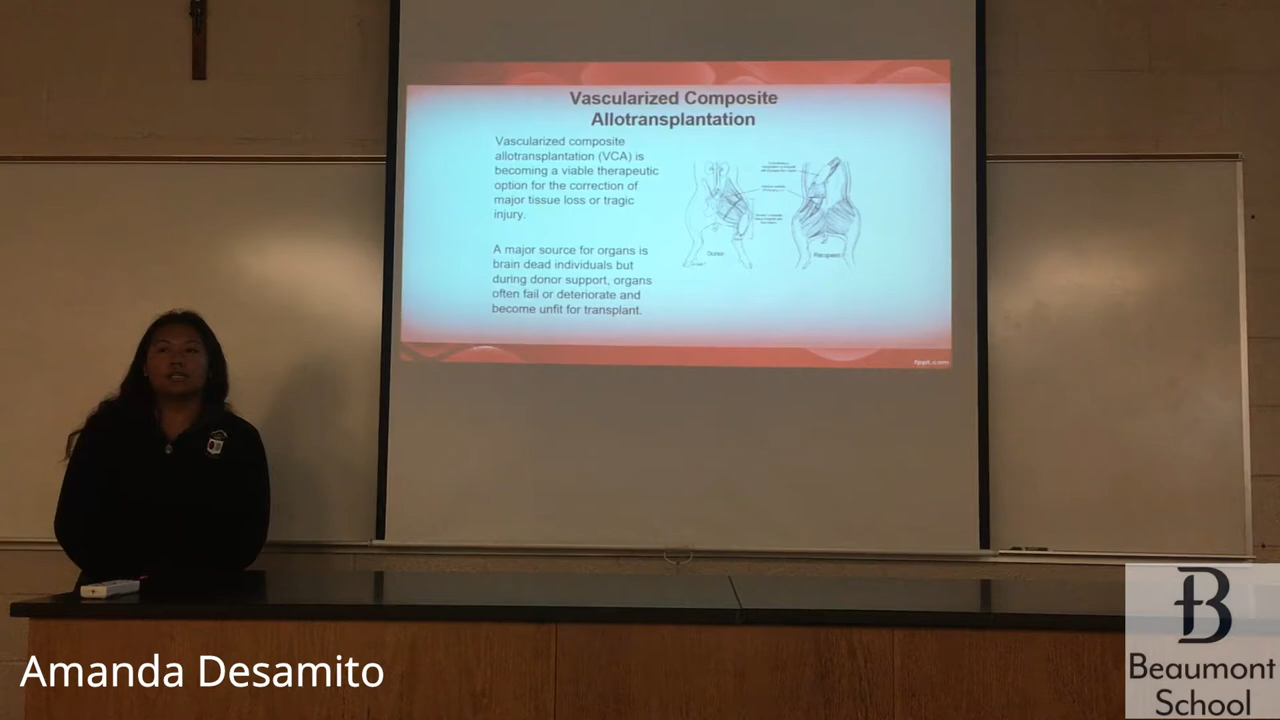 Vascularized Composite
Allotransplantation
Vascularized composite
allotransplantation (VCA) is
becoming a viable therapeutic
option for the correction of
major tissue loss or tragic
injury.
A major source for organs is
brain dead individuals but
during donor support, organs
often fail or deteriorate and
become unfit for transplant.
Donor
Recipient
fppt.com
Amanda Desamito
B
Beaumont
School